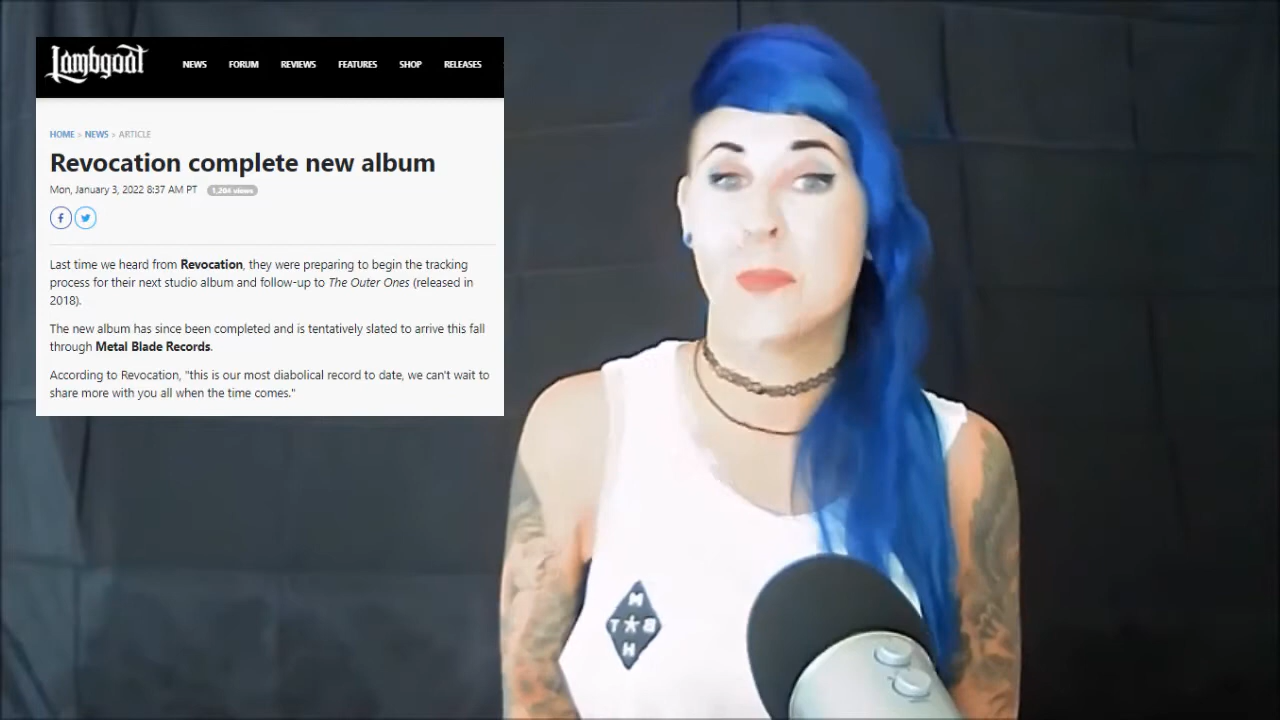 Lambgoat
NEWS FORUM REVIEWS FEATURES SHOP RELEASES
HOME > NEWS > ARTICLE
Revocation complete new album
Mon, January 3, 2022 8:37 AM PT 1,204 views
Last time we heard from Revocation, they were preparing to begin the tracking
process for their next studio album and follow-up to The Outer Ones (released in
2018).
The new album has since been completed and is tentatively slated to arrive this fall
through Metal Blade Records.
According to Revocation, "this is our most diabolical record to date, we can't wait to
share more with you all when the time comes."
M
T ★ B
H